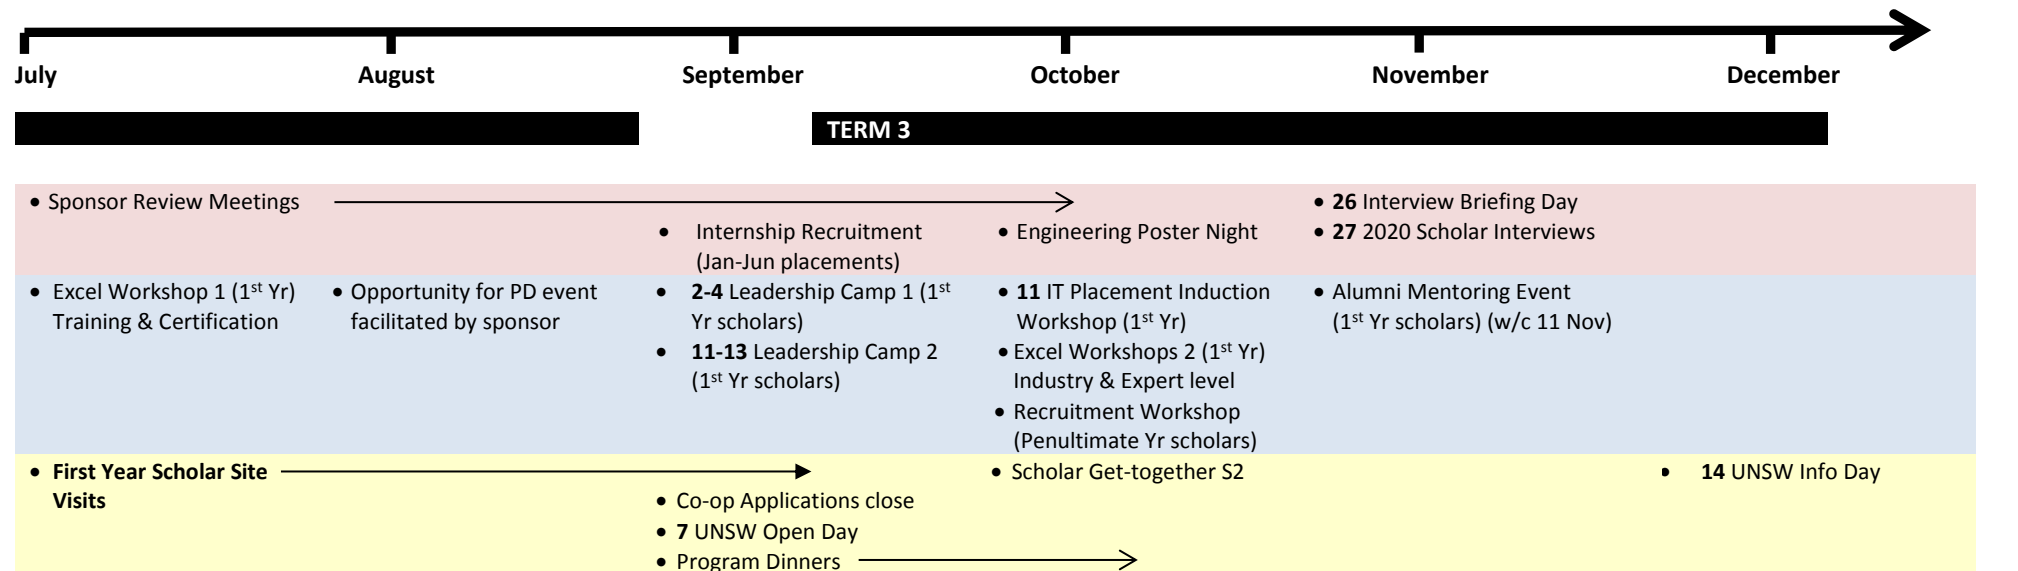 July August September October November December
TERM 3
• Sponsor Review Meetings
• 26 Interview Briefing Day
• Internship Recruitment
(Jan-Jun placements)
• Engineering Poster Night
• 27 2020 Scholar Interviews
• Excel Workshop 1 (1st Yr)
Training & Certification
• Opportunity for PD event
facilitated by sponsor
• 2-4 Leadership Camp 1 (1st
Yr scholars)
• 11-13 Leadership Camp 2
(1st Yr scholars)
• 11 IT Placement Induction
Workshop (1st Yr)
• Excel Workshops 2 (1st Yr)
Industry & Expert level
• Recruitment Workshop
(Penultimate Yr scholars)
• Alumni Mentoring Event
(1st Yr scholars) (w/c 11 Nov)
• First Year Scholar Site
Visits
• Co-op Applications close
• 7 UNSW Open Day
• Program Dinners
• Scholar Get-together S2
• 14 UNSW Info Day